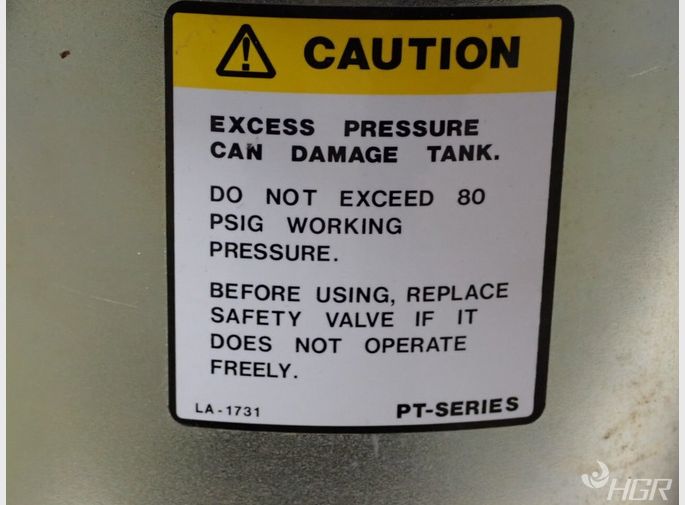 CAUTION
EXCESS PRESSURE
CAN DAMAGE TANK.
DO NOT EXCEED 80
PSIG WORKING
PRESSURE.
BEFORE USING, REPLACE
SAFETY VALVE IF IT
DOES NOT OPERATE
FREELY.
LA-1731 PT-SERIES
HGR